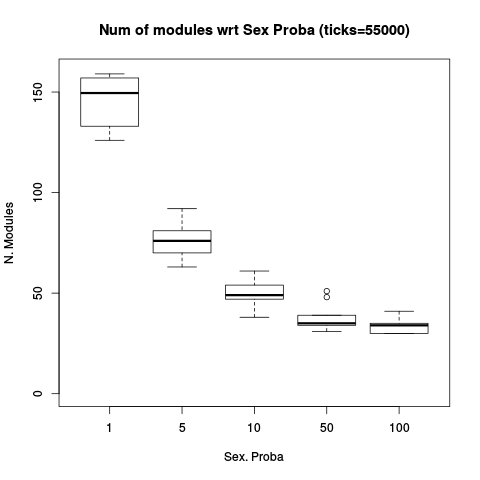 Num of modules wrt Sex Proba (ticks=55000)
N. Modules
150
100
50
0
1 5 10 50 100
Sex. Proba